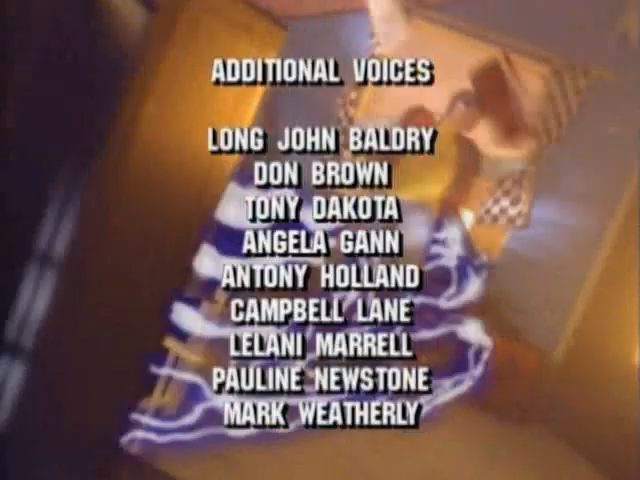 ADDITIONAL VOICES
LONG JOHN BALDRY
DON BROWN
TONY DAKOTA
ANGELA GANN
ANTONY HOLLAND
CAMPBELL LANE
LELANI MARRELL
PAULINE NEWSTONE
MARK WEATHERLY